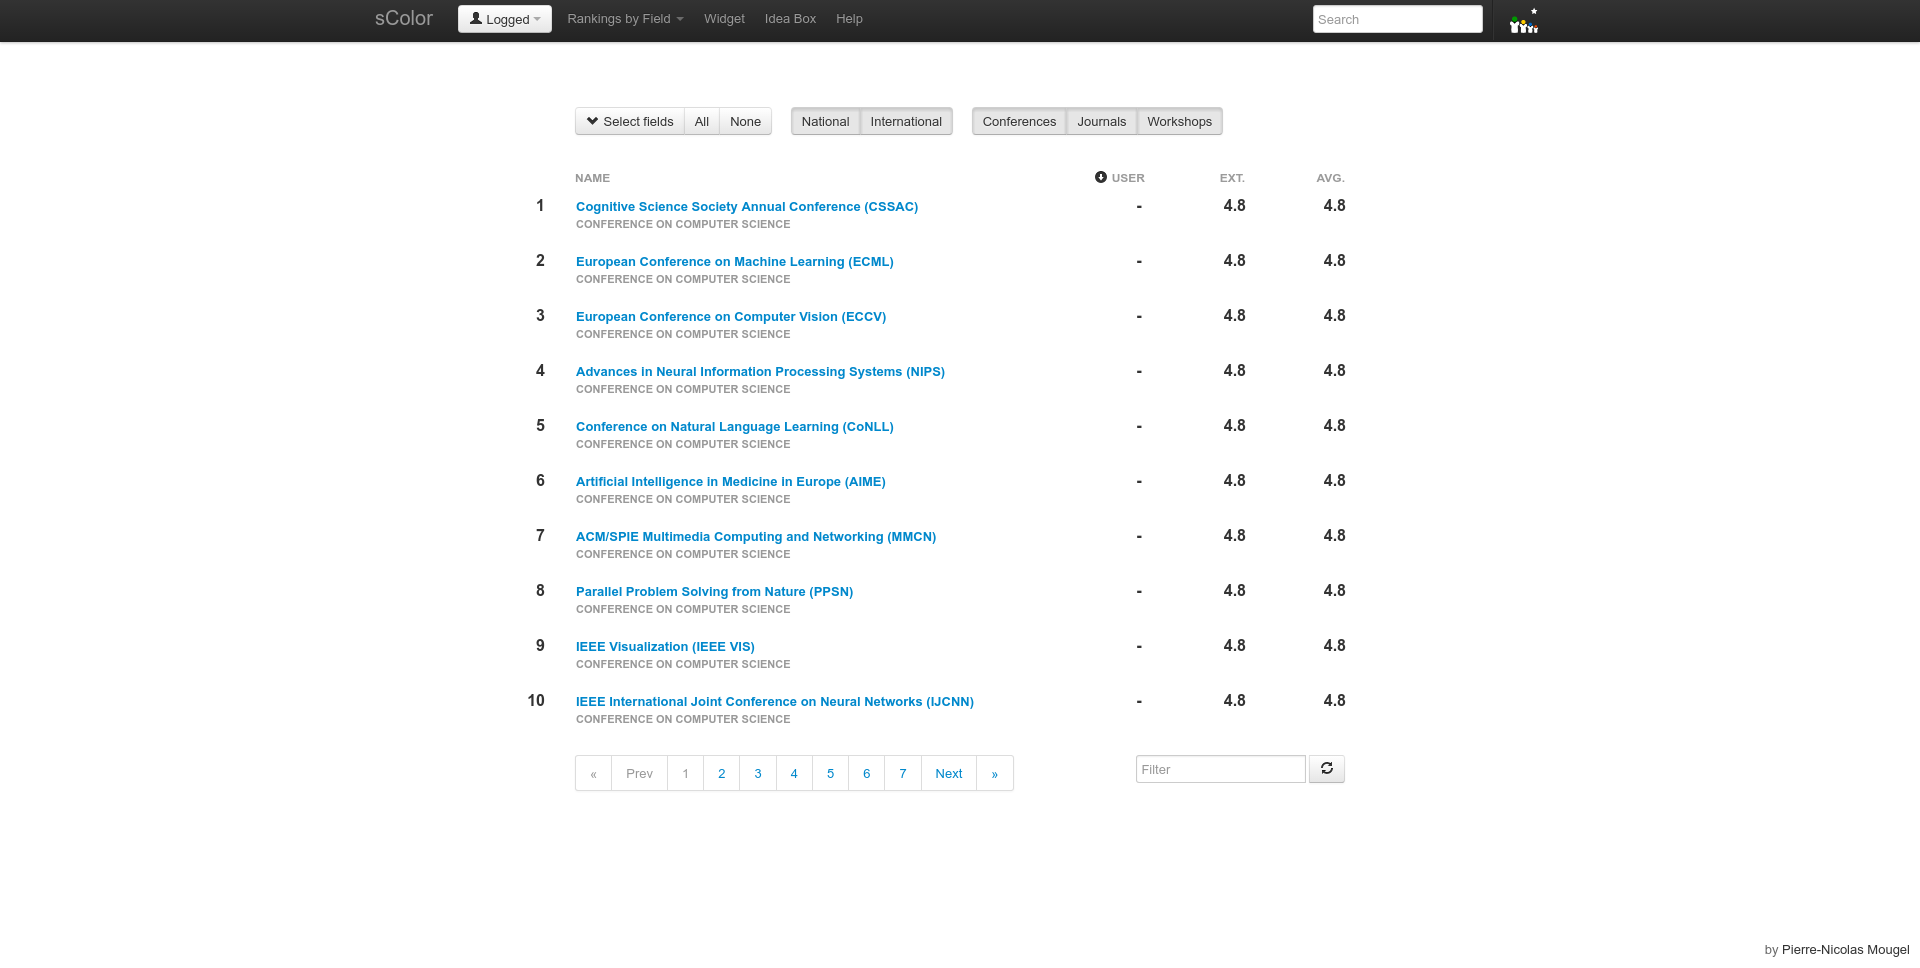 sColor Logged Rankings by Field Widget Idea Box Help Search
Select fields All None National International Conferences Journals Workshops
NAME USER EXT. AVG.
1 Cognitive Science Society Annual Conference (CSSAC) - 4.8 4.8
CONFERENCE ON COMPUTER SCIENCE
2 European Conference on Machine Learning (ECML) - 4.8 4.8
CONFERENCE ON COMPUTER SCIENCE
3 European Conference on Computer Vision (ECCV) - 4.8 4.8
CONFERENCE ON COMPUTER SCIENCE
4 Advances in Neural Information Processing Systems (NIPS) - 4.8 4.8
CONFERENCE ON COMPUTER SCIENCE
5 Conference on Natural Language Learning (CoNLL) - 4.8 4.8
CONFERENCE ON COMPUTER SCIENCE
6 Artificial Intelligence in Medicine in Europe (AIME) - 4.8 4.8
CONFERENCE ON COMPUTER SCIENCE
7 ACM/SPIE Multimedia Computing and Networking (MMCN) - 4.8 4.8
CONFERENCE ON COMPUTER SCIENCE
8 Parallel Problem Solving from Nature (PPSN) - 4.8 4.8
CONFERENCE ON COMPUTER SCIENCE
9 IEEE Visualization (IEEE VIS) - 4.8 4.8
CONFERENCE ON COMPUTER SCIENCE
10 IEEE International Joint Conference on Neural Networks (IJCNN) - 4.8 4.8
CONFERENCE ON COMPUTER SCIENCE
« Prev 1 2 3 4 5 6 7 Next » Filter
by Pierre-Nicolas Mougel